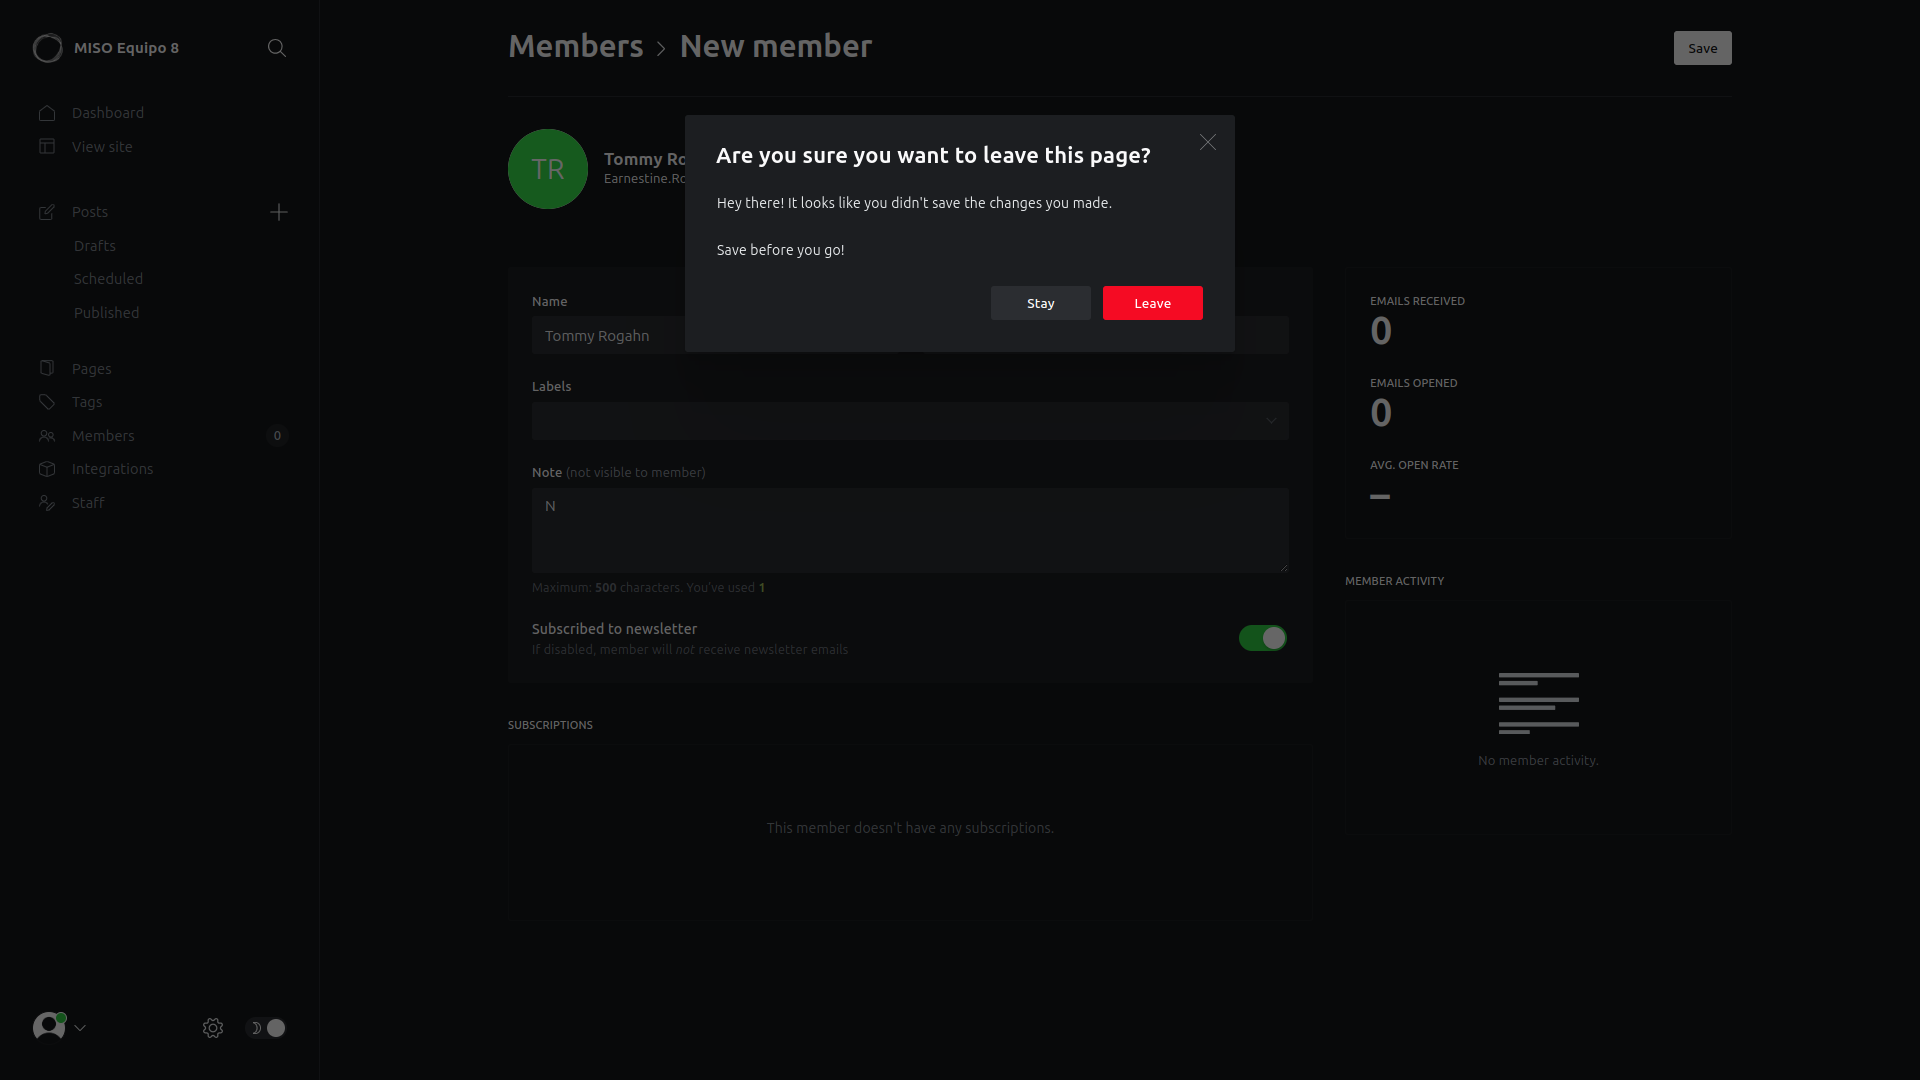 MISO Equipo 8
Dashboard
View site
Posts
Drafts
Scheduled
Published
Pages
Tags
Members
0
Integrations
Staff
Members
New member
Save
TR
Tommy Ro
Earnestine.Ro
Are you sure you want to leave this page?
Hey there! It looks like you didn't save the changes you made.
Save before you go!
Stay
Leave
Name
Tommy Rogahn
Labels
Note (not visible to member)
N
Maximum: 500 characters. You've used 1
Subscribed to newsletter
If disabled, member will not receive newsletter emails
SUBSCRIPTIONS
This member doesn't have any subscriptions.
EMAILS RECEIVED
0
EMAILS OPENED
0
AVG. OPEN RATE
–
MEMBER ACTIVITY
No member activity.